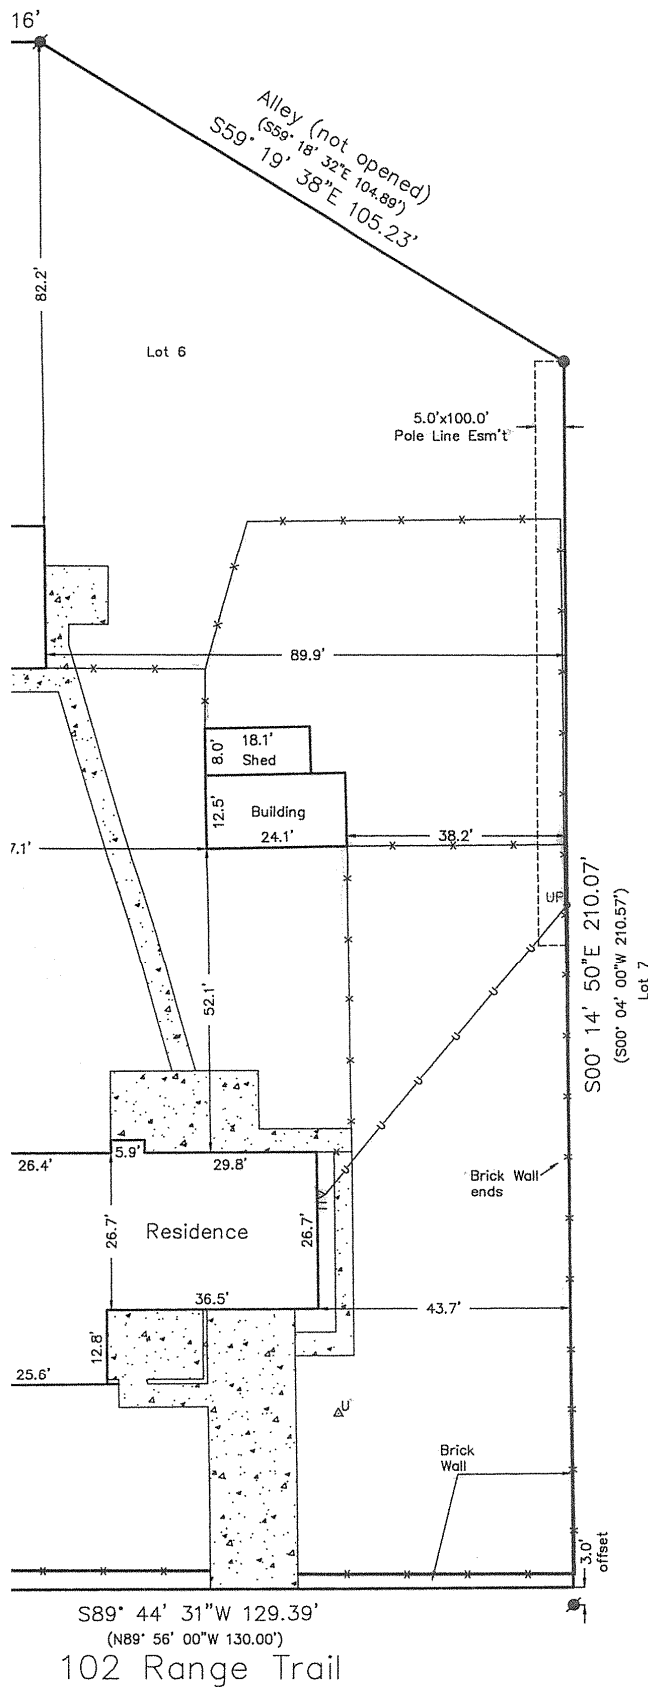 16'
Alley (not opened)
(S59° 18' 32"E 104.89')
S59° 19' 38"E 105.23'
82.2'
Lot 6
5.0'x100.0'
Pole Line Esm't
89.9'
8.0'
18.1'
Shed
12.5'
Building
24.1'
38.2'
7.1'
UP
S00° 14' 50"E 210.07'
(S00° 04' 00"W 210.57')
Lot 7
52.1'
Brick Wall
ends
26.4'
5.9'
29.8'
26.7'
Residence
26.7'
36.5'
43.7'
12.8'
25.6'
U
Brick
Wall
3.0'
offset
S89° 44' 31"W 129.39'
(N89° 56' 00"W 130.00')
102 Range Trail